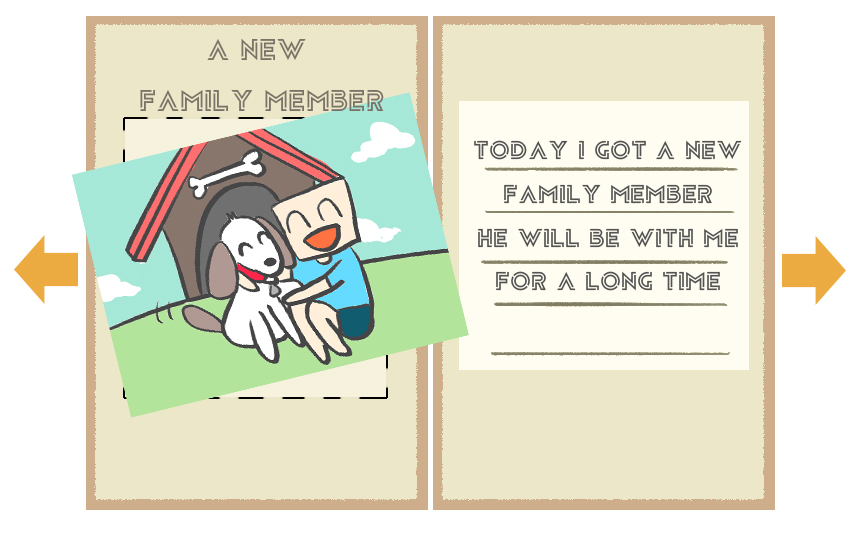 A NEW
FAMILY MEMBER
TODAY I GOT A NEW
FAMILY MEMBER
HE WILL BE WITH ME
FOR A LONG TIME